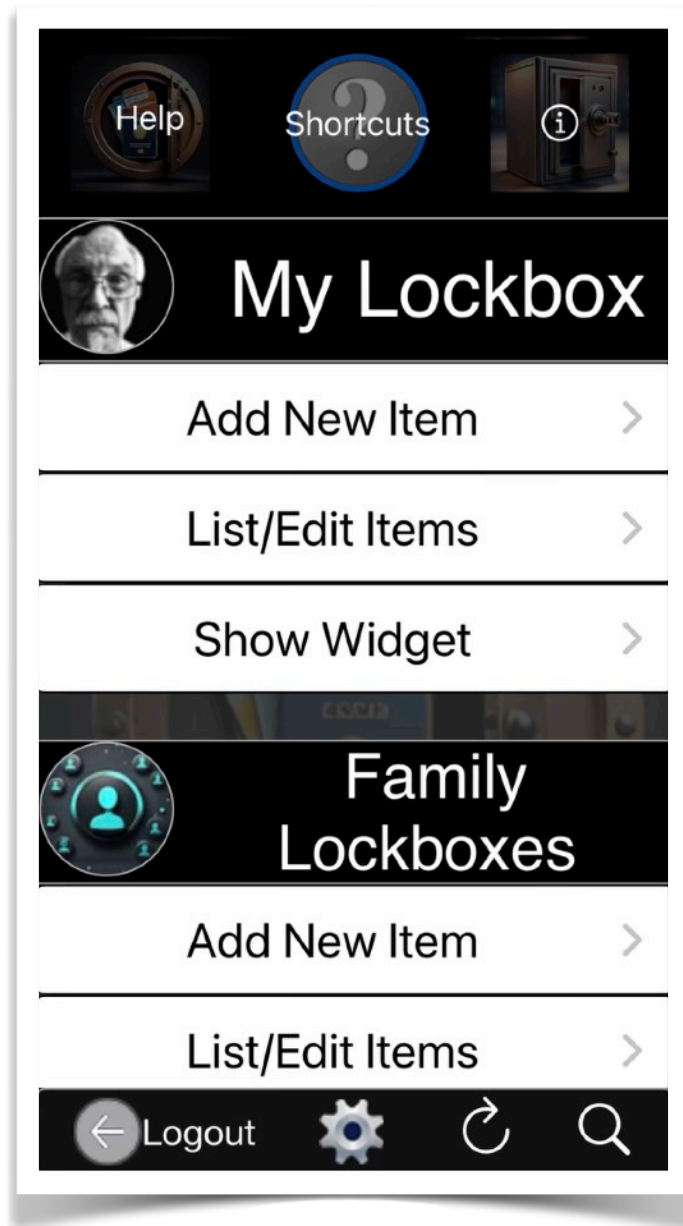 Help
Shortcuts
My Lockbox
Add New Item
List/Edit Items
Show Widget
Family
Lockboxes
Add New Item
List/Edit Items
Logout